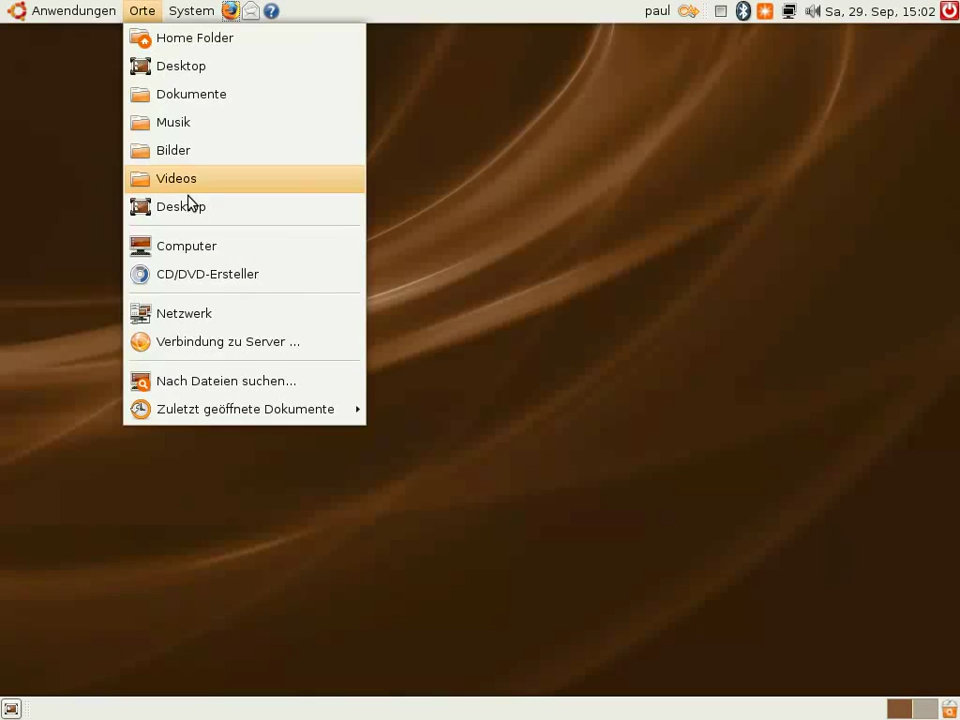 Anwendungen Orte System paul Sa, 29. Sep, 15:02
Home Folder
Desktop
Dokumente
Musik
Bilder
Videos
Desktop
Computer
CD/DVD-Ersteller
Netzwerk
Verbindung zu Server ...
Nach Dateien suchen...
Zuletzt geöffnete Dokumente